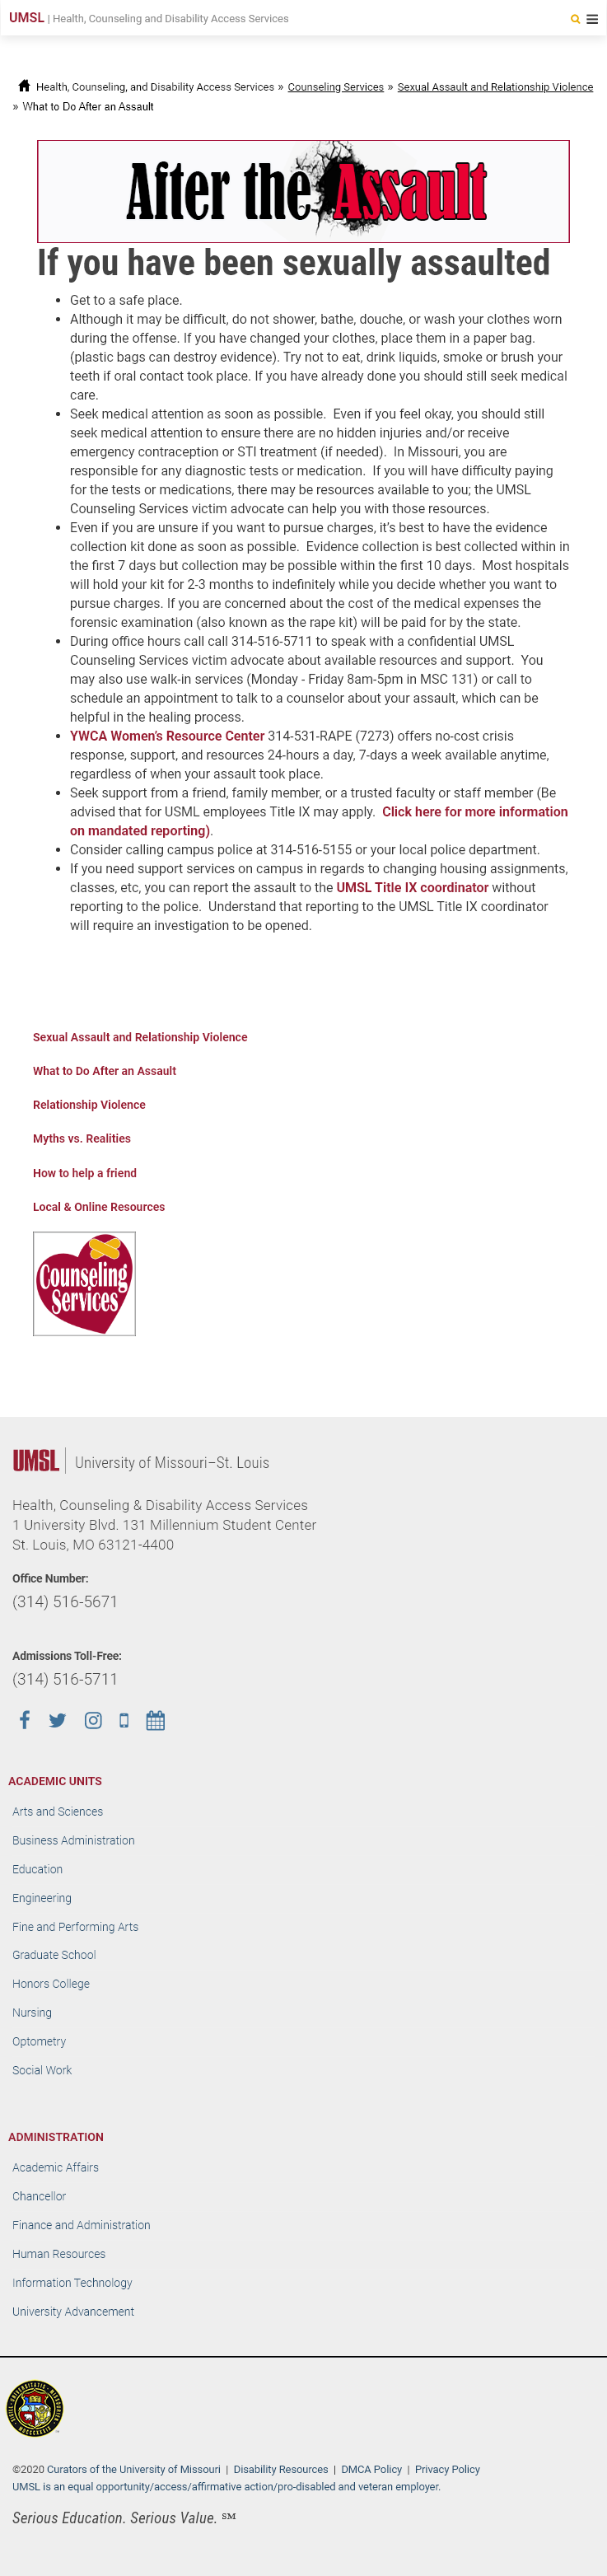 UMSL | Health, Counseling and Disability Access Services
Health, Counseling, and Disability Access Services » Counseling Services » Sexual Assault and Relationship Violence
» What to Do After an Assault
After the Assault
If you have been sexually assaulted
• Get to a safe place.
• Although it may be difficult, do not shower, bathe, douche, or wash your clothes worn
during the offense. If you have changed your clothes, place them in a paper bag.
(plastic bags can destroy evidence). Try not to eat, drink liquids, smoke or brush your
teeth if oral contact took place. If you have already done you should still seek medical
care.
• Seek medical attention as soon as possible.  Even if you feel okay, you should still
seek medical attention to ensure there are no hidden injuries and/or receive
emergency contraception or STI treatment (if needed).  In Missouri, you are
responsible for any diagnostic tests or medication.  If you will have difficulty paying
for the tests or medications, there may be resources available to you; the UMSL
Counseling Services victim advocate can help you with those resources.
• Even if you are unsure if you want to pursue charges, it’s best to have the evidence
collection kit done as soon as possible.  Evidence collection is best collected within in
the first 7 days but collection may be possible within the first 10 days.  Most hospitals
will hold your kit for 2-3 months to indefinitely while you decide whether you want to
pursue charges. If you are concerned about the cost of the medical expenses the
forensic examination (also known as the rape kit) will be paid for by the state.
• During office hours call call 314-516-5711 to speak with a confidential UMSL
Counseling Services victim advocate about available resources and support.  You
may also use walk-in services (Monday - Friday 8am-5pm in MSC 131) or call to
schedule an appointment to talk to a counselor about your assault, which can be
helpful in the healing process.
• YWCA Women’s Resource Center 314-531-RAPE (7273) offers no-cost crisis
response, support, and resources 24-hours a day, 7-days a week available anytime,
regardless of when your assault took place.
• Seek support from a friend, family member, or a trusted faculty or staff member (Be
advised that for USML employees Title IX may apply.  Click here for more information
on mandated reporting).
• Consider calling campus police at 314-516-5155 or your local police department.
• If you need support services on campus in regards to changing housing assignments,
classes, etc, you can report the assault to the UMSL Title IX coordinator without
reporting to the police.  Understand that reporting to the UMSL Title IX coordinator
will require an investigation to be opened.
Sexual Assault and Relationship Violence
What to Do After an Assault
Relationship Violence
Myths vs. Realities
How to help a friend
Local & Online Resources
Counseling
Services
UMSL | University of Missouri–St. Louis
Health, Counseling & Disability Access Services
1 University Blvd. 131 Millennium Student Center
St. Louis, MO 63121-4400
Office Number:
(314) 516-5671
Admissions Toll-Free:
(314) 516-5711
ACADEMIC UNITS
Arts and Sciences
Business Administration
Education
Engineering
Fine and Performing Arts
Graduate School
Honors College
Nursing
Optometry
Social Work
ADMINISTRATION
Academic Affairs
Chancellor
Finance and Administration
Human Resources
Information Technology
University Advancement
©2020 Curators of the University of Missouri | Disability Resources | DMCA Policy | Privacy Policy
UMSL is an equal opportunity/access/affirmative action/pro-disabled and veteran employer.
Serious Education. Serious Value. ℠